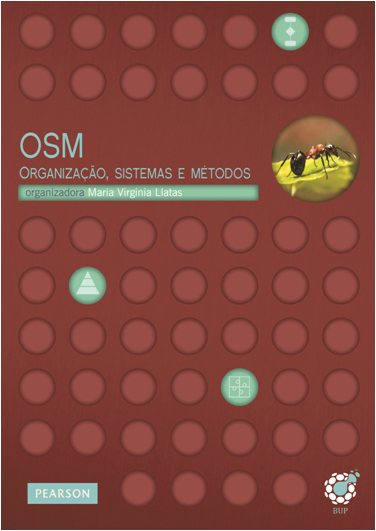 OSM
ORGANIZAÇÃO, SISTEMAS E MÉTODOS
organizadora Maria Virginia Llatas
PEARSON
BUP